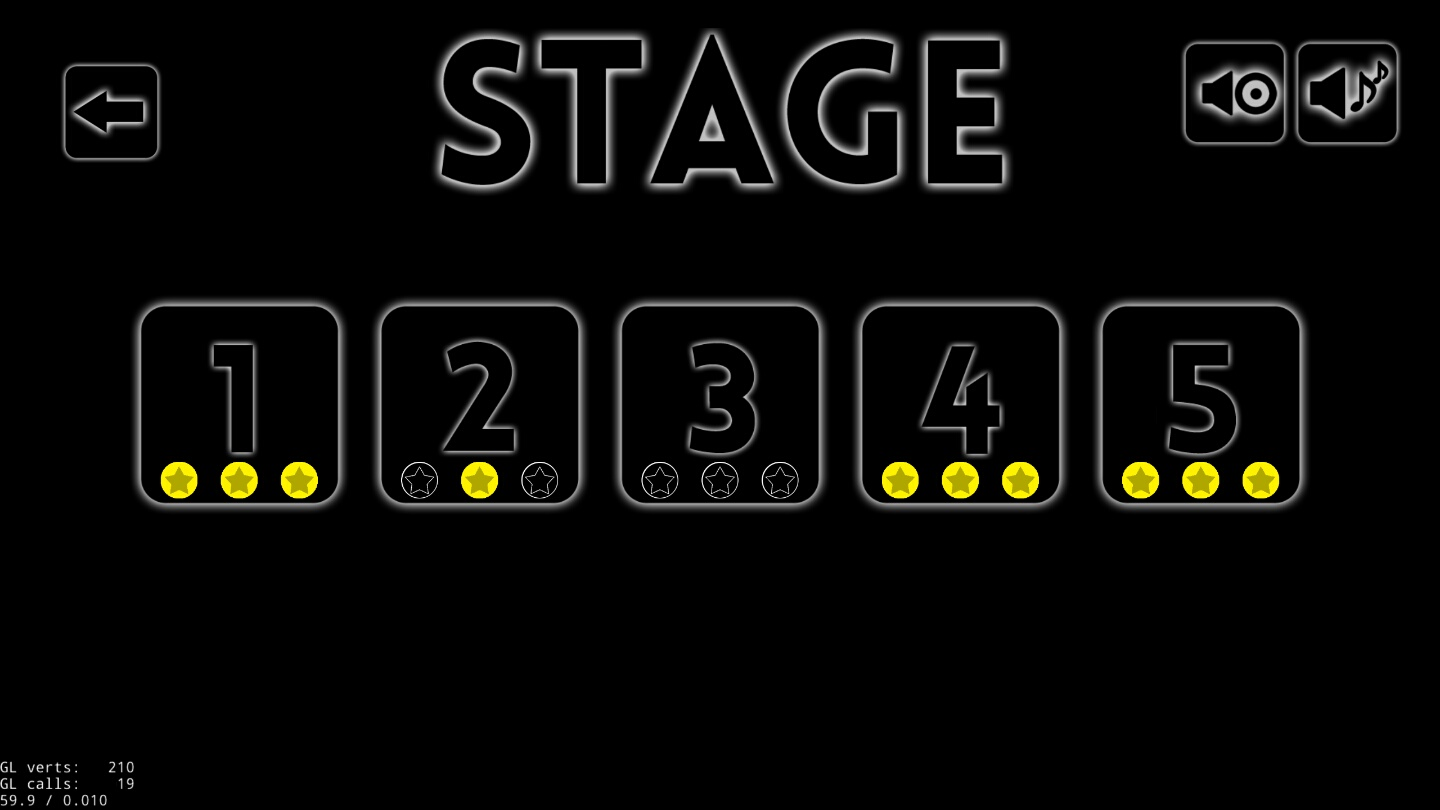 STAGE
1 2 3 4 5
GL verts: 210
GL calls: 19
59.9 / 0.010